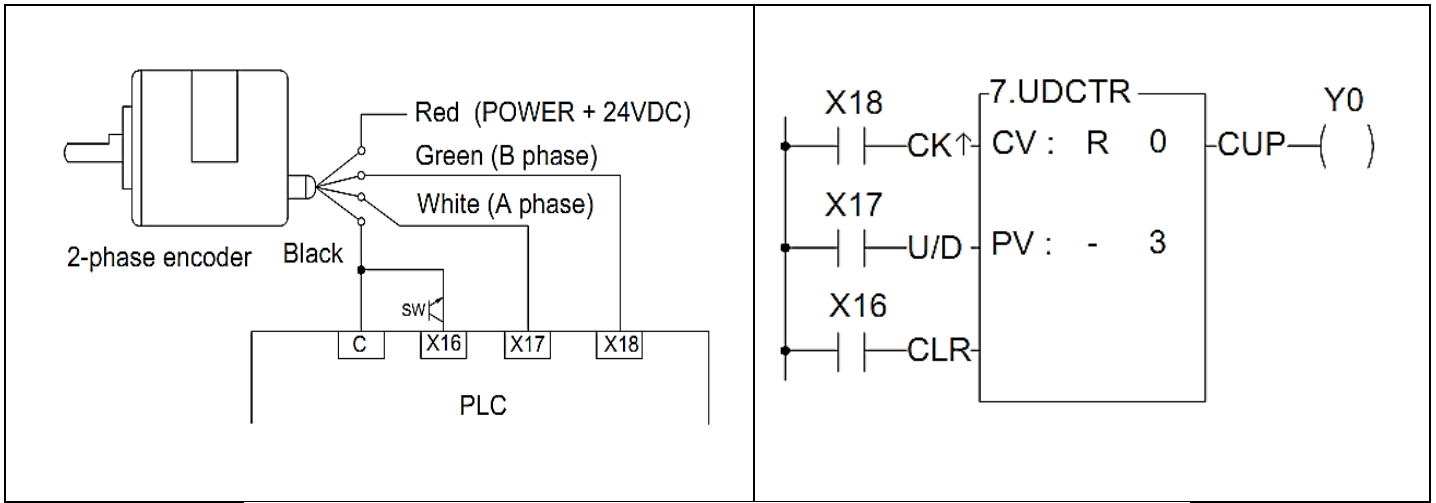 Red (POWER + 24VDC)
Green (B phase)
White (A phase)
2-phase encoder
Black
SW
C
X16
X17
X18
PLC
7.UDCTR
X18
Y0
CK↑
CV : R 0
CUP
X17
U/D
PV : - 3
X16
CLR